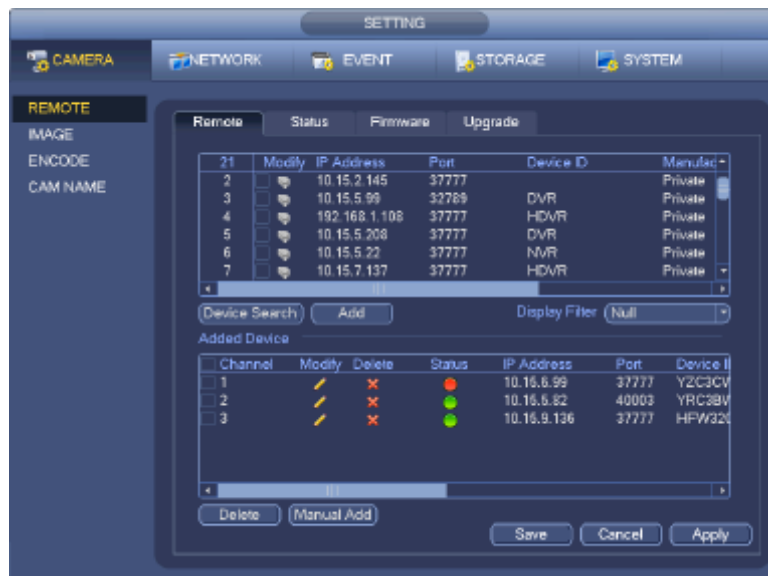 SETTING
CAMERA NETWORK EVENT STORAGE SYSTEM
REMOTE
IMAGE
ENCODE
CAM NAME
Remote Status Firmware Upgrade
21 Modify IP Address Port Device ID Manufac
2 10.15.2.145 37777 Private
3 10.15.5.99 32789 DVR Private
4 192.168.1.108 37777 HDVR Private
5 10.15.5.208 37777 DVR Private
6 10.15.5.22 37777 NVR Private
7 10.15.7.137 37777 HDVR Private
Device Search Add Display Filter Null
Added Device
Channel Modify Delete Status IP Address Port Device I
1 10.15.6.99 37777 YZC3CV
2 10.15.5.82 40003 YRC3BV
3 10.15.9.136 37777 HFW320
Delete Manual Add
Save Cancel Apply